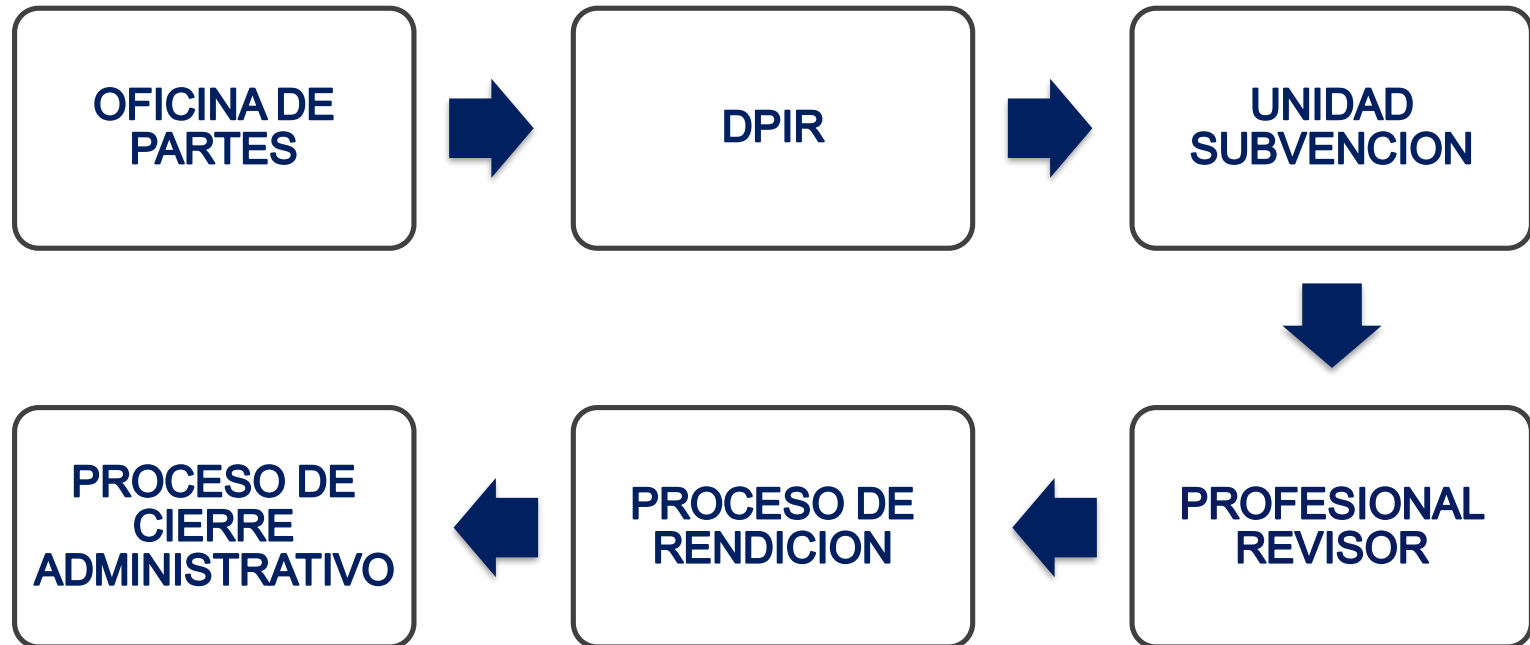 OFICINA DE
PARTES
DPIR
UNIDAD
SUBVENCION
PROFESIONAL
REVISOR
PROCESO DE
RENDICION
PROCESO DE
CIERRE
ADMINISTRATIVO